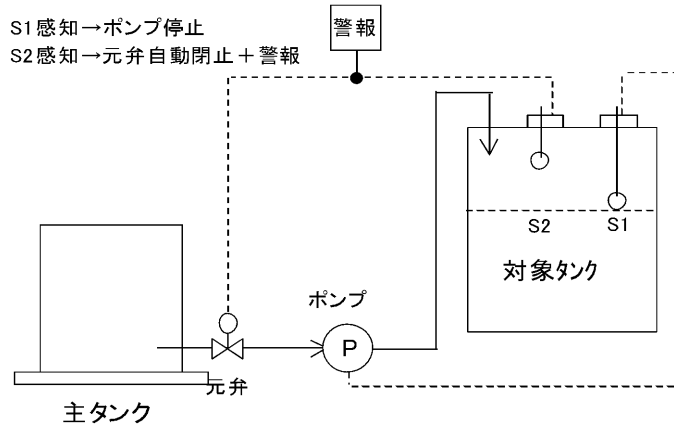 S1感知→ポンプ停止
S2感知→元弁自動閉止＋警報
警報
S2
S1
対象タンク
ポンプ
P
元弁
主タンク